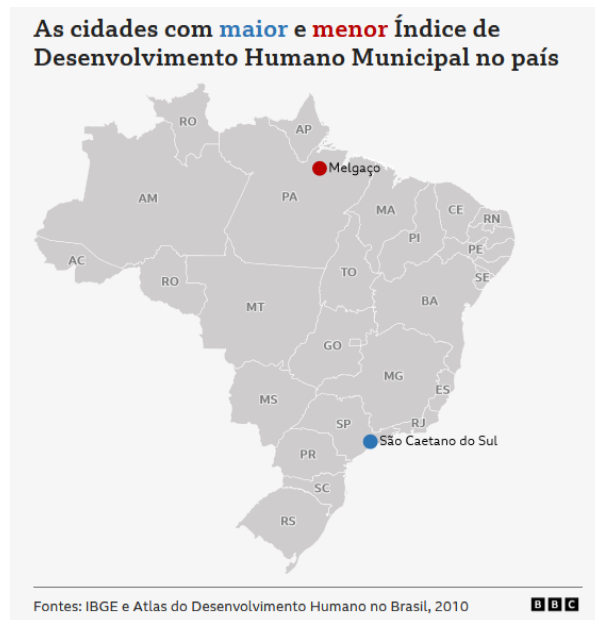 As cidades com maior e menor Índice de
Desenvolvimento Humano Municipal no país
RO
AP
Melgaço
AM
PA
MA
CE
RN
PI
PE
AC
TO
SE
RO
BA
MT
GO
MG
MS
ES
SP
RJ
São Caetano do Sul
PR
SC
RS
Fontes: IBGE e Atlas do Desenvolvimento Humano no Brasil, 2010
BBC